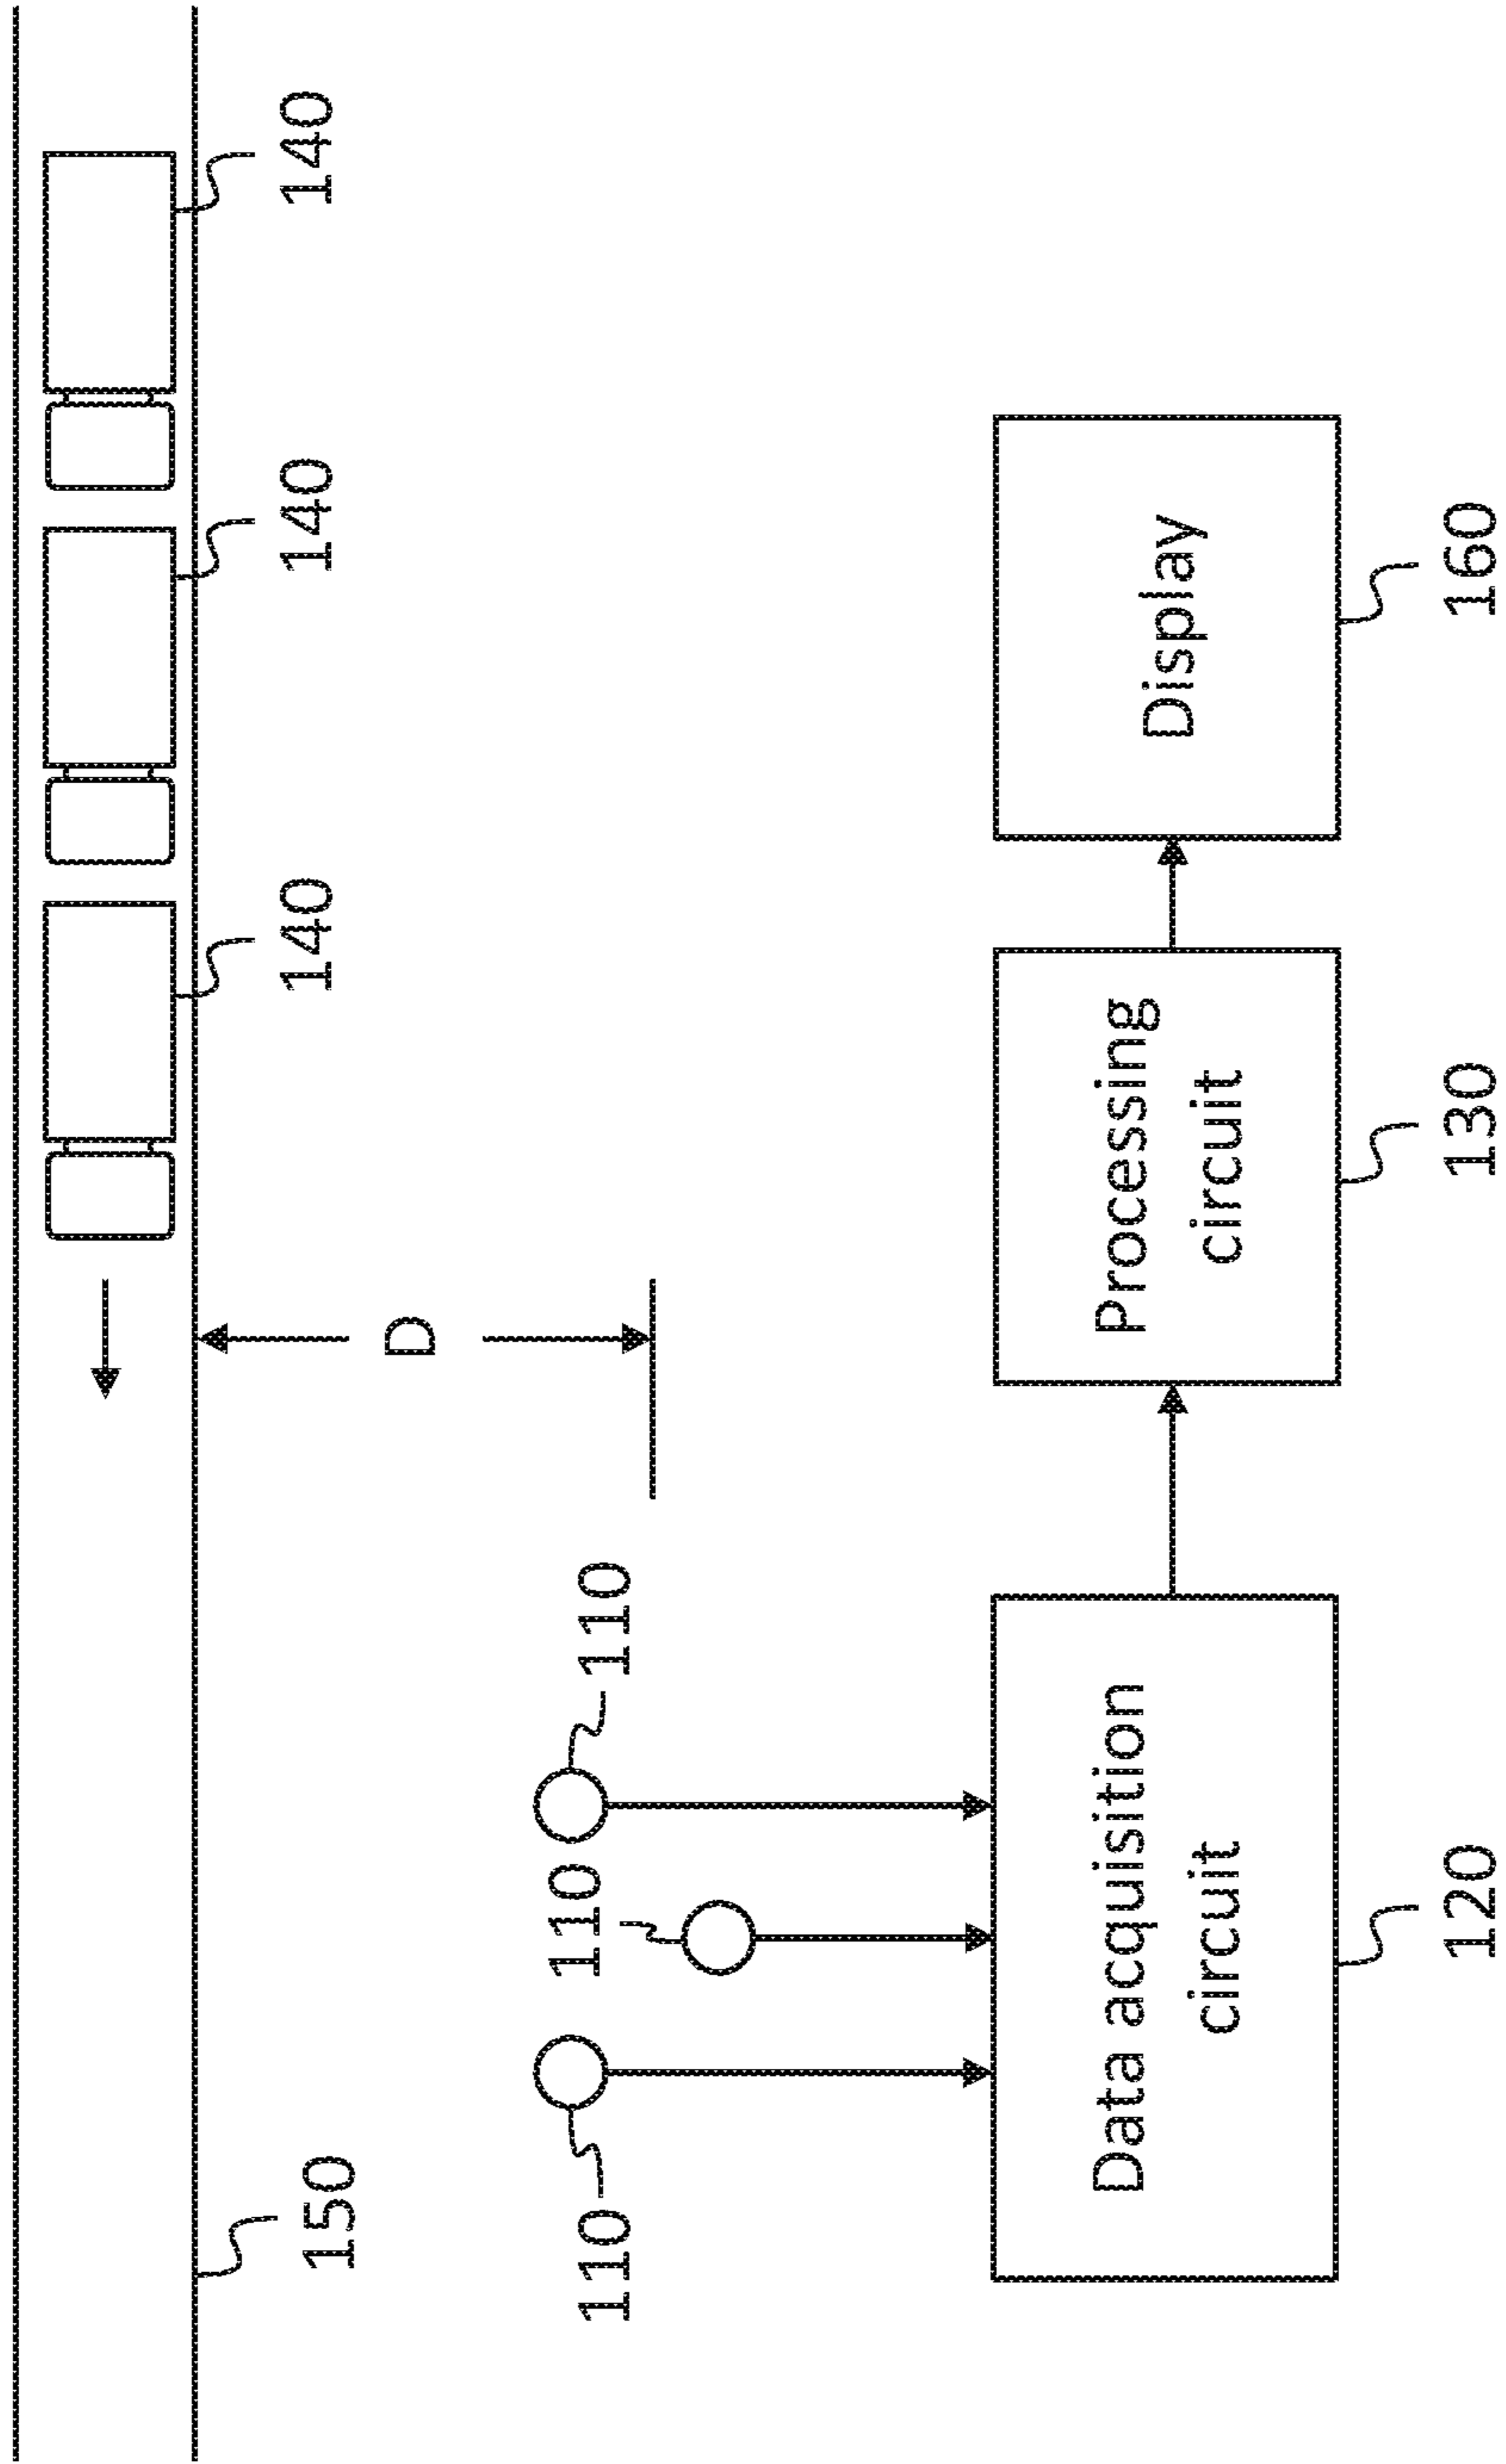 140
140
140
150
D
110
110
110
Data acquisition
circuit
Processing
circuit
Display
120
130
160